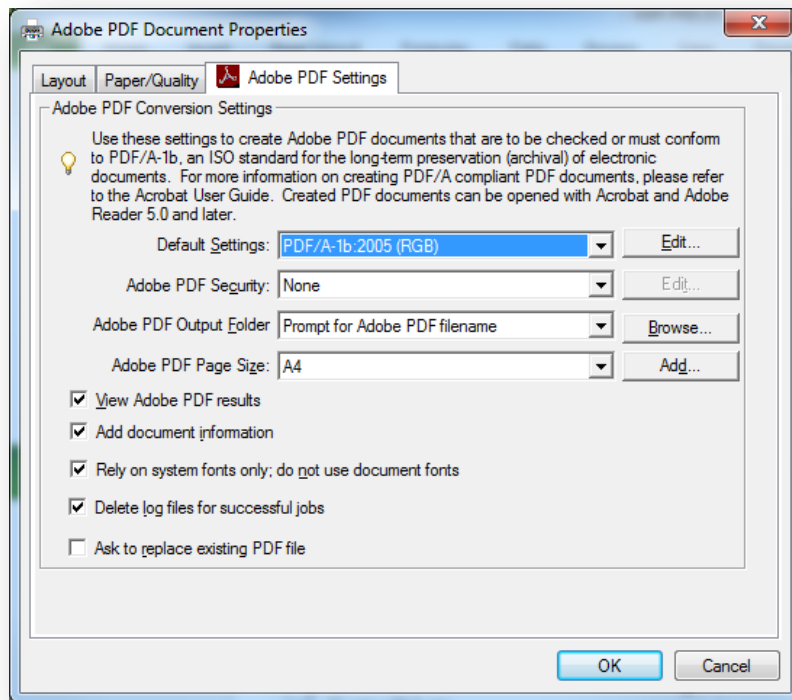 Adobe PDF Document Properties
Layout Paper/Quality Adobe PDF Settings
Adobe PDF Conversion Settings
Use these settings to create Adobe PDF documents that are to be checked or must conform
to PDF/A-1b, an ISO standard for the long-term preservation (archival) of electronic
documents. For more information on creating PDF/A compliant PDF documents, please refer
to the Acrobat User Guide. Created PDF documents can be opened with Acrobat and Adobe
Reader 5.0 and later.
Default Settings: PDF/A-1b:2005 (RGB) Edit...
Adobe PDF Security: None Edit...
Adobe PDF Output Folder Prompt for Adobe PDF filename Browse...
Adobe PDF Page Size: A4 Add...
View Adobe PDF results
Add document information
Rely on system fonts only; do not use document fonts
Delete log files for successful jobs
Ask to replace existing PDF file
OK Cancel